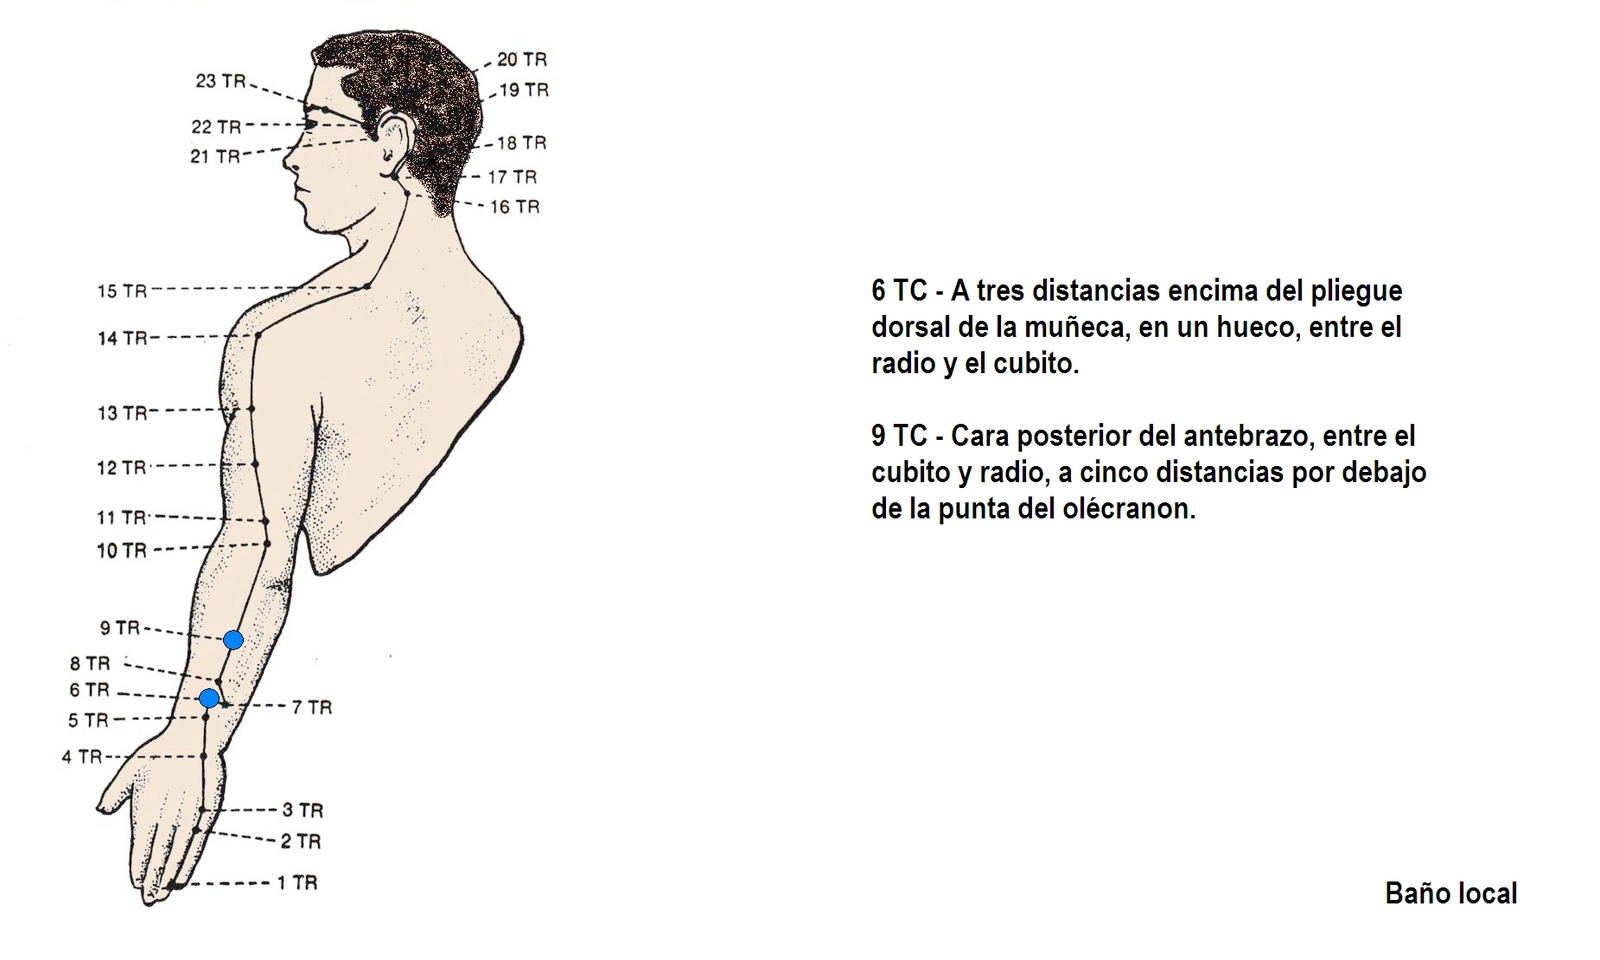 20 TR
23 TR
19 TR
22 TR
18 TR
21 TR
17 TR
16 TR
15 TR
14 TR
13 TR
12 TR
11 TR
10 TR
9 TR
8 TR
6 TR
7 TR
5 TR
4 TR
3 TR
2 TR
1 TR
6 TC - A tres distancias encima del pliegue
dorsal de la muñeca, en un hueco, entre el
radio y el cubito.
9 TC - Cara posterior del antebrazo, entre el
cubito y radio, a cinco distancias por debajo
de la punta del olécranon.
Baño local